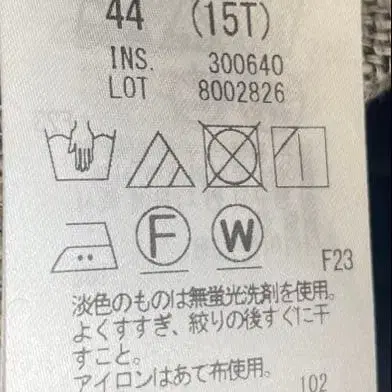 44 (15T)
INS. 300640
LOT 8002826
F W
F23
淡色のものは無蛍光洗剤を使用。
よくすすぎ、絞りの後すぐに干
すこと。
アイロンはあて布使用。
102